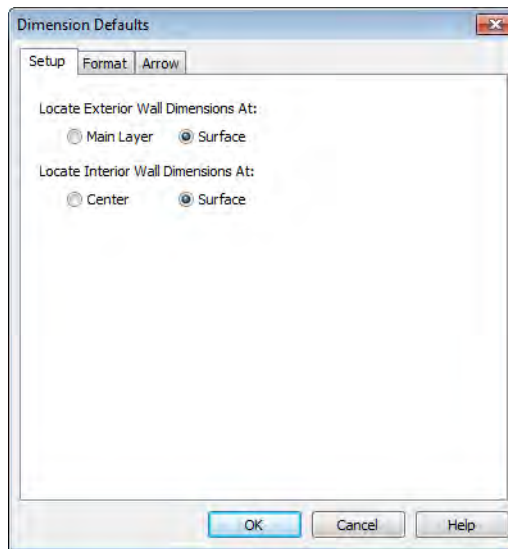 Dimension Defaults
Setup Format Arrow
Locate Exterior Wall Dimensions At:
Main Layer Surface
Locate Interior Wall Dimensions At:
Center Surface
OK Cancel Help